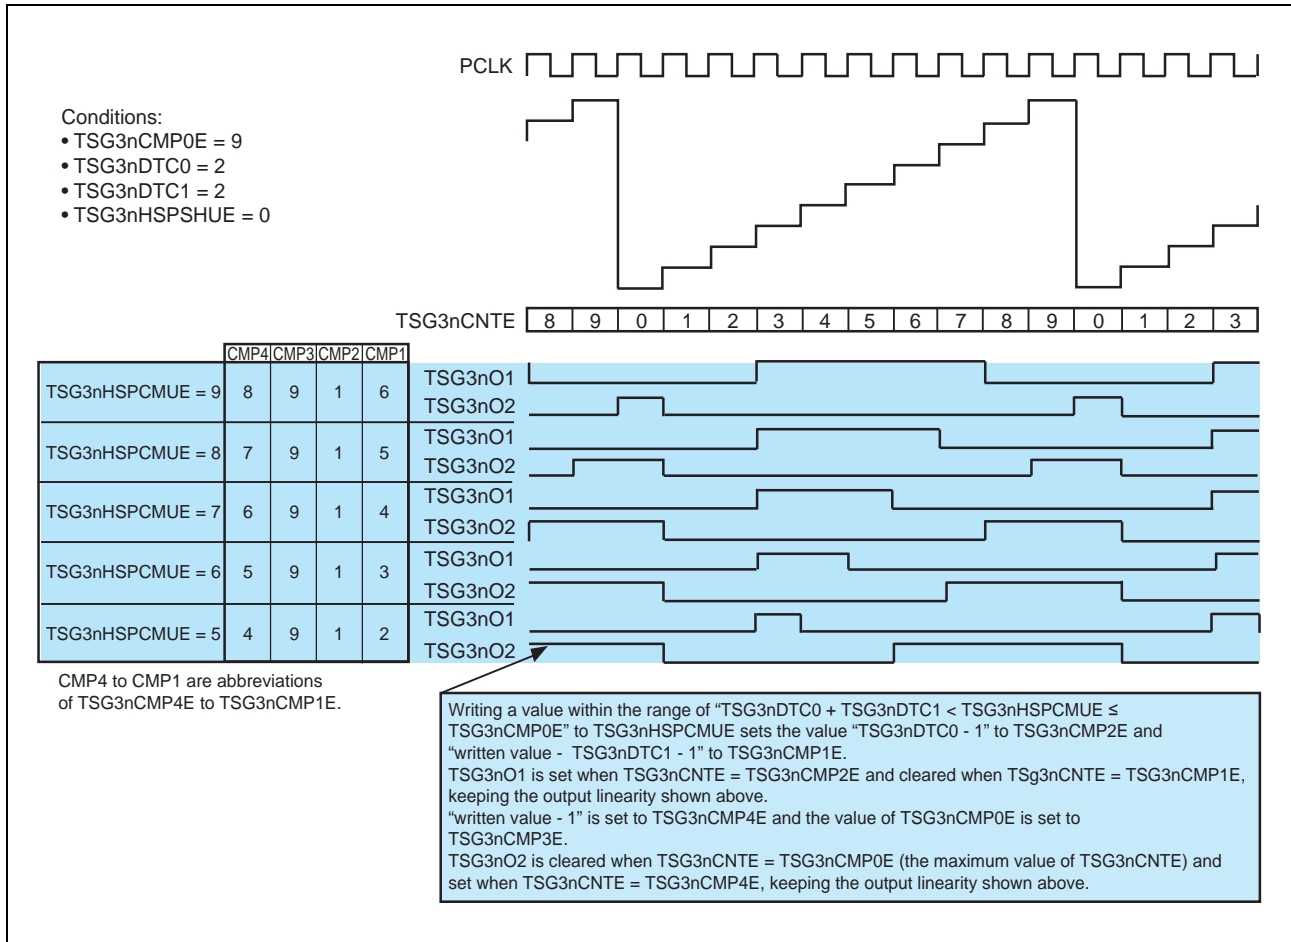 PCLK
Conditions:
• TSG3nCMP0E = 9
• TSG3nDTC0 = 2
• TSG3nDTC1 = 2
• TSG3nHSPSHUE = 0
TSG3nCNTE 8 9 0 1 2 3 4 5 6 7 8 9 0 1 2 3
CMP4 CMP3 CMP2 CMP1
TSG3nHSPCMUE = 9 8 9 1 6
TSG3nO1
TSG3nO2
TSG3nHSPCMUE = 8 7 9 1 5
TSG3nO1
TSG3nO2
TSG3nHSPCMUE = 7 6 9 1 4
TSG3nO1
TSG3nO2
TSG3nHSPCMUE = 6 5 9 1 3
TSG3nO1
TSG3nO2
TSG3nHSPCMUE = 5 4 9 1 2
TSG3nO1
TSG3nO2
CMP4 to CMP1 are abbreviations
of TSG3nCMP4E to TSG3nCMP1E.
Writing a value within the range of “TSG3nDTC0 + TSG3nDTC1 < TSG3nHSPCMUE ≤
TSG3nCMP0E” to TSG3nHSPCMUE sets the value “TSG3nDTC0 - 1” to TSG3nCMP2E and
“written value - TSG3nDTC1 - 1” to TSG3nCMP1E.
TSG3nO1 is set when TSG3nCNTE = TSG3nCMP2E and cleared when TSg3nCNTE = TSG3nCMP1E,
keeping the output linearity shown above.
“written value - 1” is set to TSG3nCMP4E and the value of TSG3nCMP0E is set to
TSG3nCMP3E.
TSG3nO2 is cleared when TSG3nCNTE = TSG3nCMP0E (the maximum value of TSG3nCNTE) and
set when TSG3nCNTE = TSG3nCMP4E, keeping the output linearity shown above.